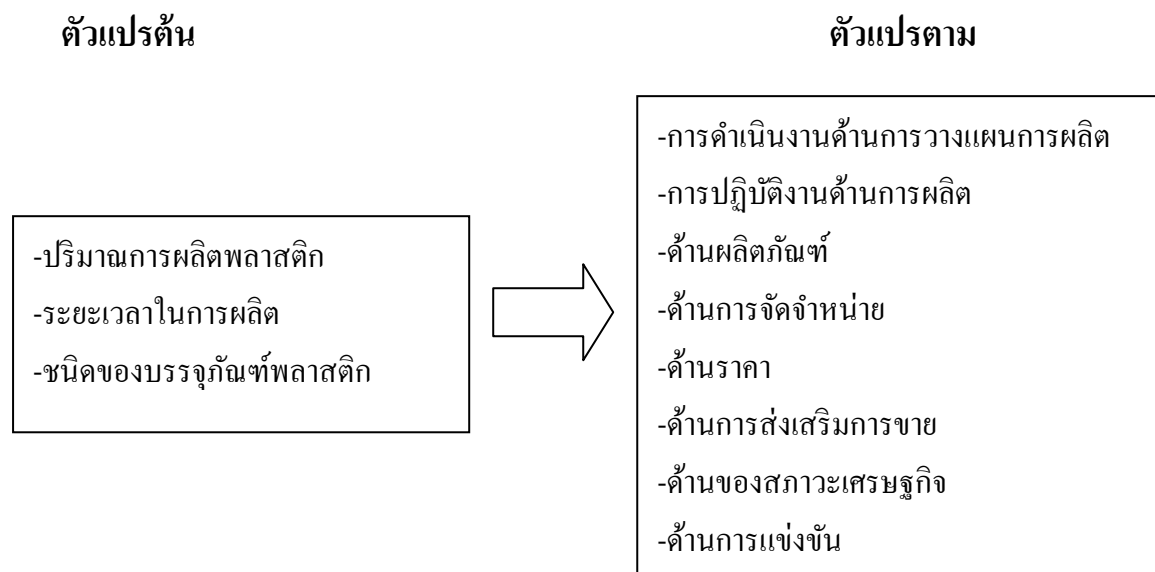 ตัวแปรต้น
ตัวแปรตาม
-ปริมาณการผลิตพลาสติก
-ระยะเวลาในการผลิต
-ชนิดของบรรจุภัณฑ์พลาสติก
-การดำเนินงานด้านการวางแผนการผลิต
-การปฏิบัติงานด้านการผลิต
-ด้านผลิตภัณฑ์
-ด้านการจัดจำหน่าย
-ด้านราคา
-ด้านการส่งเสริมการขาย
-ด้านของสภาวะเศรษฐกิจ
-ด้านการแข่งขัน